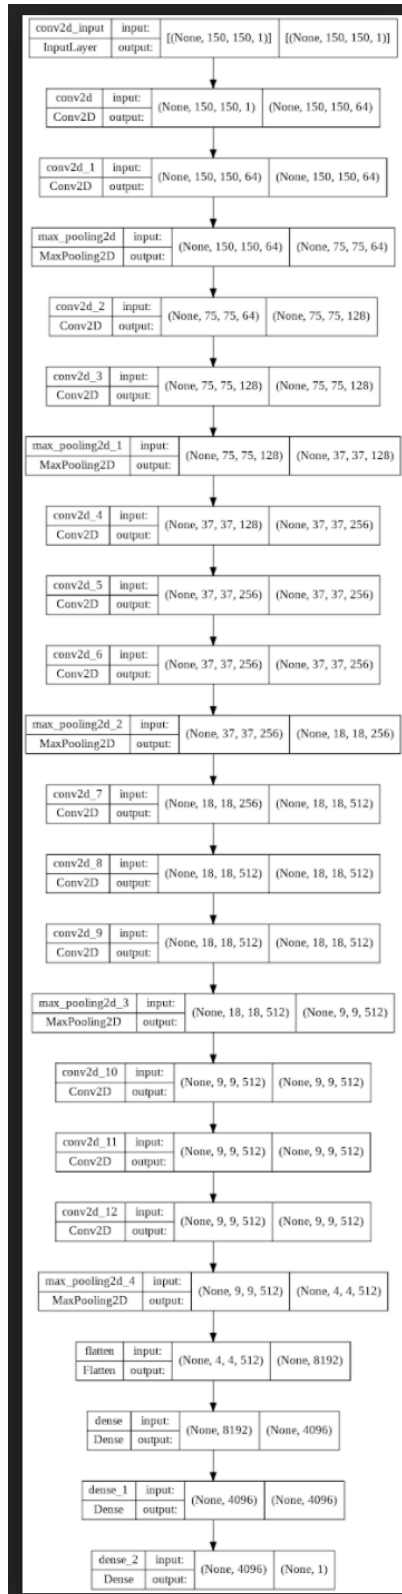 conv2d_input input: [(None, 150, 150, 1)] [(None, 150, 150, 1)]
InputLayer output:
conv2d input: (None, 150, 150, 1) (None, 150, 150, 64)
Conv2D output:
conv2d_1 input: (None, 150, 150, 64) (None, 150, 150, 64)
Conv2D output:
max_pooling2d input: (None, 150, 150, 64) (None, 75, 75, 64)
MaxPooling2D output:
conv2d_2 input: (None, 75, 75, 64) (None, 75, 75, 128)
Conv2D output:
conv2d_3 input: (None, 75, 75, 128) (None, 75, 75, 128)
Conv2D output:
max_pooling2d_1 input: (None, 75, 75, 128) (None, 37, 37, 128)
MaxPooling2D output:
conv2d_4 input: (None, 37, 37, 128) (None, 37, 37, 256)
Conv2D output:
conv2d_5 input: (None, 37, 37, 256) (None, 37, 37, 256)
Conv2D output:
conv2d_6 input: (None, 37, 37, 256) (None, 37, 37, 256)
Conv2D output:
max_pooling2d_2 input: (None, 37, 37, 256) (None, 18, 18, 256)
MaxPooling2D output:
conv2d_7 input: (None, 18, 18, 256) (None, 18, 18, 512)
Conv2D output:
conv2d_8 input: (None, 18, 18, 512) (None, 18, 18, 512)
Conv2D output:
conv2d_9 input: (None, 18, 18, 512) (None, 18, 18, 512)
Conv2D output:
max_pooling2d_3 input: (None, 18, 18, 512) (None, 9, 9, 512)
MaxPooling2D output:
conv2d_10 input: (None, 9, 9, 512) (None, 9, 9, 512)
Conv2D output:
conv2d_11 input: (None, 9, 9, 512) (None, 9, 9, 512)
Conv2D output:
conv2d_12 input: (None, 9, 9, 512) (None, 9, 9, 512)
Conv2D output:
max_pooling2d_4 input: (None, 9, 9, 512) (None, 4, 4, 512)
MaxPooling2D output:
flatten input: (None, 4, 4, 512) (None, 8192)
Flatten output:
dense input: (None, 8192) (None, 4096)
Dense output:
dense_1 input: (None, 4096) (None, 4096)
Dense output:
dense_2 input: (None, 4096) (None, 1)
Dense output: